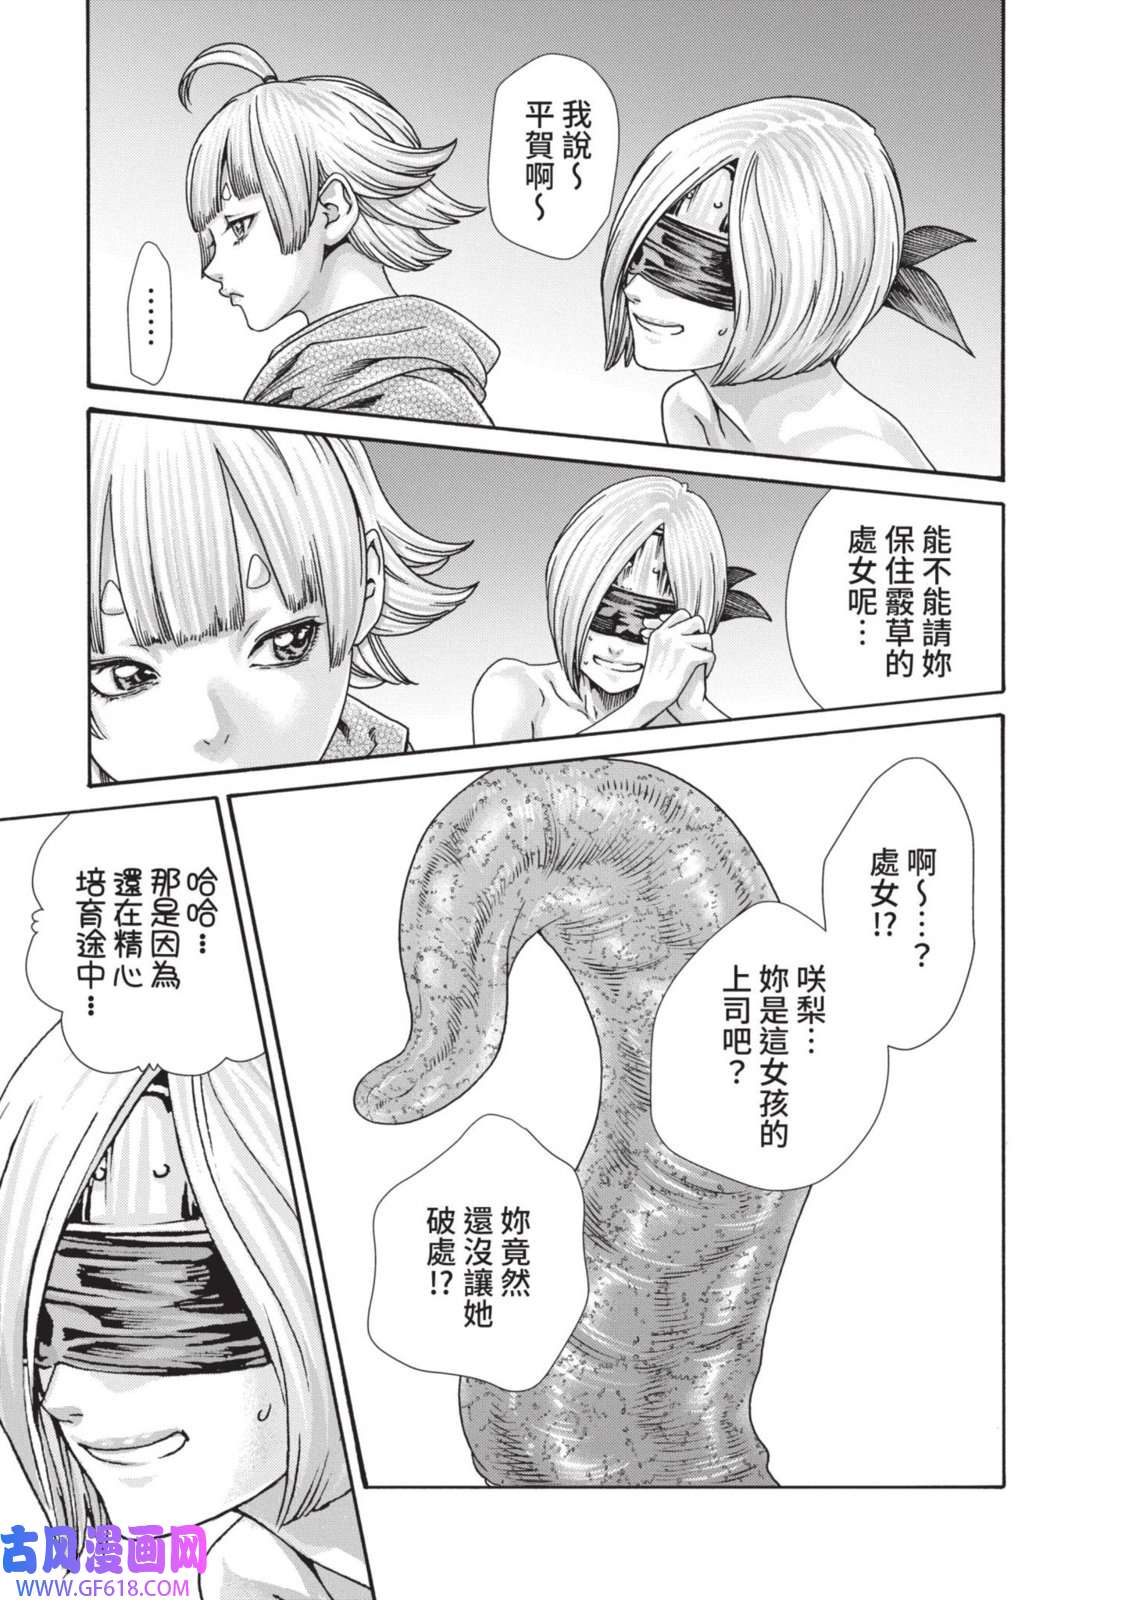 我說～
平賀啊～
……
能不能請妳
保住霰草的
處女呢…
啊～…？
處女!?
咲梨…
妳是這女孩的
上司吧？
妳竟然
還沒讓她
破處!?
哈哈…
那是因為
還在精心
培育途中…
古风漫画网
WWW.GF618.COM